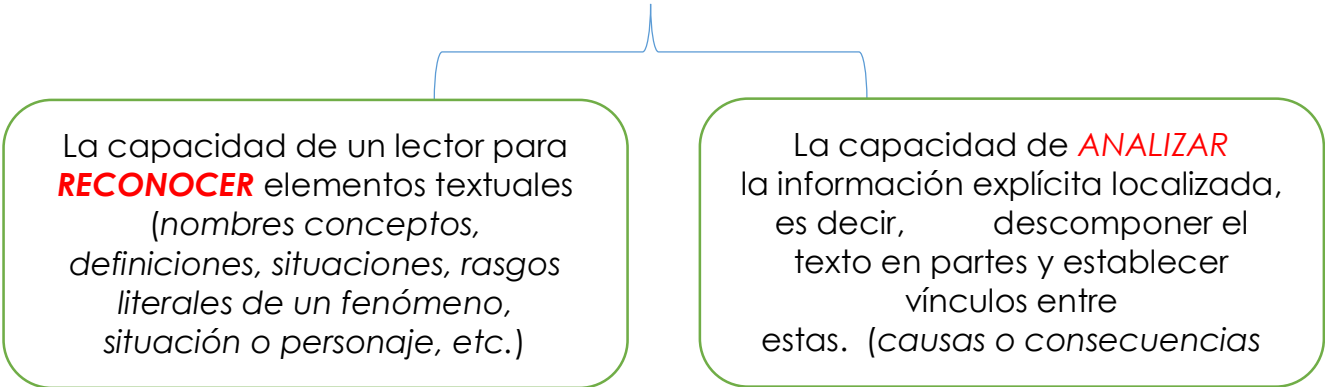 La capacidad de un lector para
RECONOCER elementos textuales
(nombres conceptos,
definiciones, situaciones, rasgos
literales de un fenómeno,
situación o personaje, etc.)
La capacidad de ANALIZAR
la información explícita localizada,
es decir, descomponer el
texto en partes y establecer
vínculos entre
estas. (causas o consecuencias